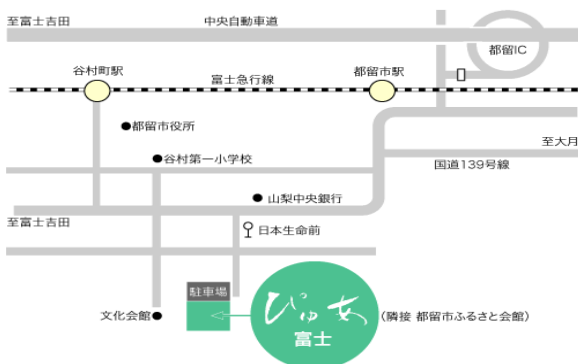 至富士吉田
中央自動車道
都留IC
谷村町駅
富士急行線
都留市駅
都留市役所
至大月
谷村第一小学校
国道139号線
山梨中央銀行
至富士吉田
日本生命前
駐車場
文化会館
ぴゅあ
富士
(隣接 都留市ふるさと会館)